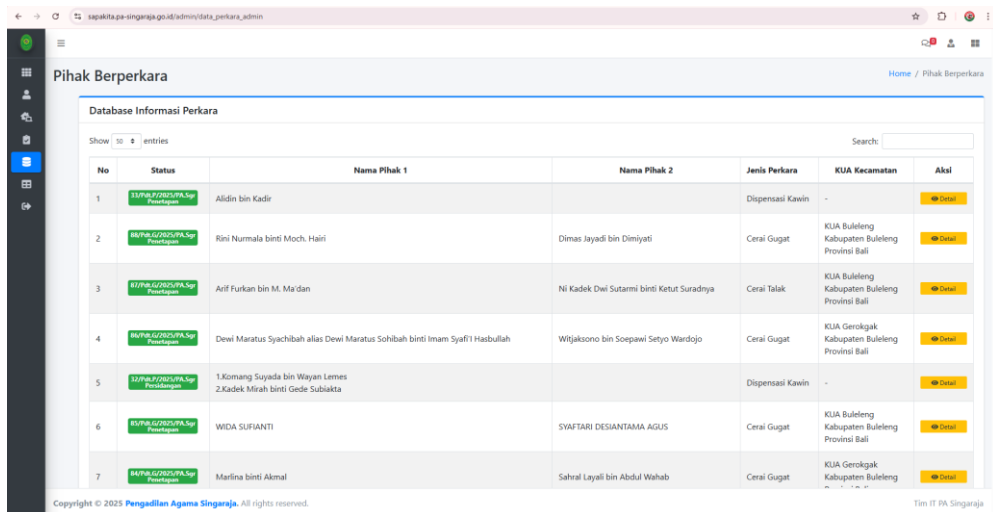 sapakita.pa-singaraja.go.id/admin/data_perkara_admin
Pihak Berperkara
Home / Pihak Berperkara
Database Informasi Perkara
Show 10 entries
Search:
No Status Nama Pihak 1 Nama Pihak 2 Jenis Perkara KUA Kecamatan Aksi
1 33/Pdt.P/2025/PA.Sgr Penetapan Alidin bin Kadir Dispensasi Kawin - Detail
2 88/Pdt.G/2025/PA.Sgr Penetapan Rini Nurmala binti Moch. Hairi Dimas Jayadi bin Dimiyati Cerai Gugat KUA Buleleng Kabupaten Buleleng Provinsi Bali Detail
3 87/Pdt.G/2025/PA.Sgr Penetapan Arif Furkan bin M. Ma'dan Ni Kadek Dwi Sutarmi binti Ketut Suradnya Cerai Talak KUA Buleleng Kabupaten Buleleng Provinsi Bali Detail
4 86/Pdt.G/2025/PA.Sgr Penetapan Dewi Maratus Syachibah alias Dewi Maratus Sohibah binti Imam Syafi'I Hasbullah Witjaksono bin Soepawi Setyo Wardojo Cerai Gugat KUA Gerokgak Kabupaten Buleleng Provinsi Bali Detail
5 32/Pdt.P/2025/PA.Sgr Persidangan 1.Komang Suyada bin Wayan Lemes 2.Kadek Mirah binti Gede Subiakta Dispensasi Kawin - Detail
6 85/Pdt.G/2025/PA.Sgr Penetapan WIDA SUFIANTI SYAFTARI DESIANTAMA AGUS Cerai Gugat KUA Buleleng Kabupaten Buleleng Provinsi Bali Detail
7 84/Pdt.G/2025/PA.Sgr Penetapan Marlina binti Akmal Sahral Layali bin Abdul Wahab Cerai Gugat KUA Gerokgak Kabupaten Buleleng Detail
Copyright © 2025 Pengadilan Agama Singaraja. All rights reserved.
Tim IT PA Singaraja